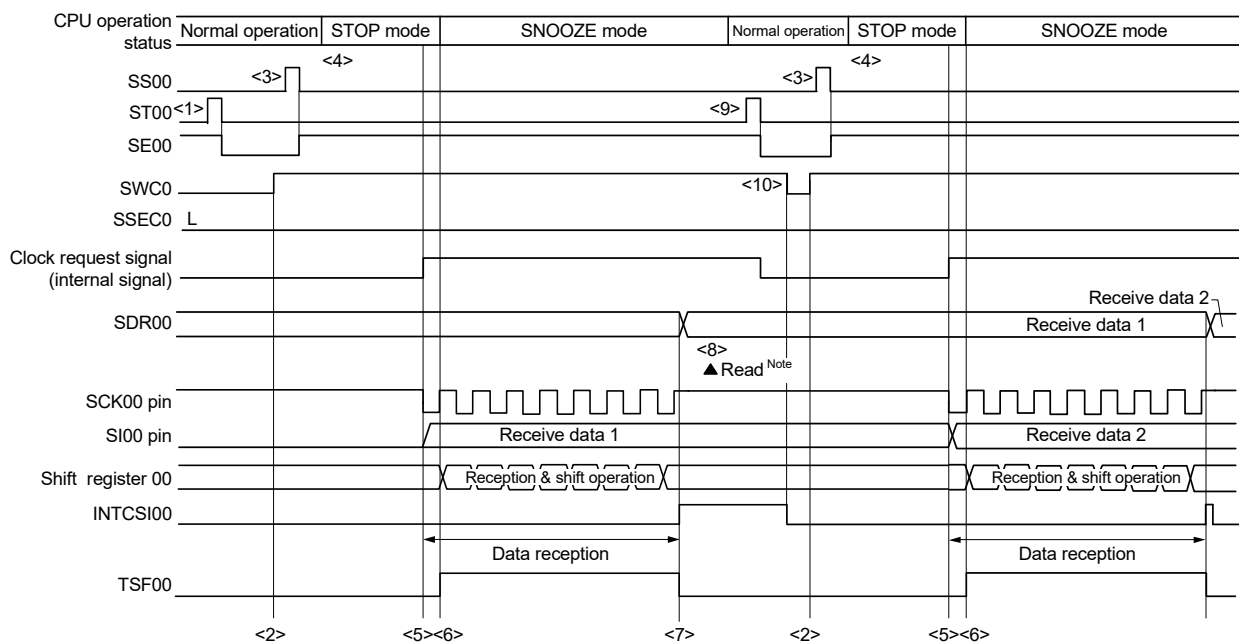 CPU operation status
Normal operation STOP mode SNOOZE mode Normal operation STOP mode SNOOZE mode
<4> <4>
SS00 <3> <3>
ST00 <1> <9>
SE00
SWC0 <10>
SSEC0 L
Clock request signal
(internal signal)
Receive data 2
SDR00 Receive data 1
<8>
▲ Read Note
SCK00 pin
SI00 pin Receive data 1 Receive data 2
Shift register 00 Reception & shift operation Reception & shift operation
INTCSI00
Data reception Data reception
TSF00
<2> <5><6> <7> <2> <5><6>